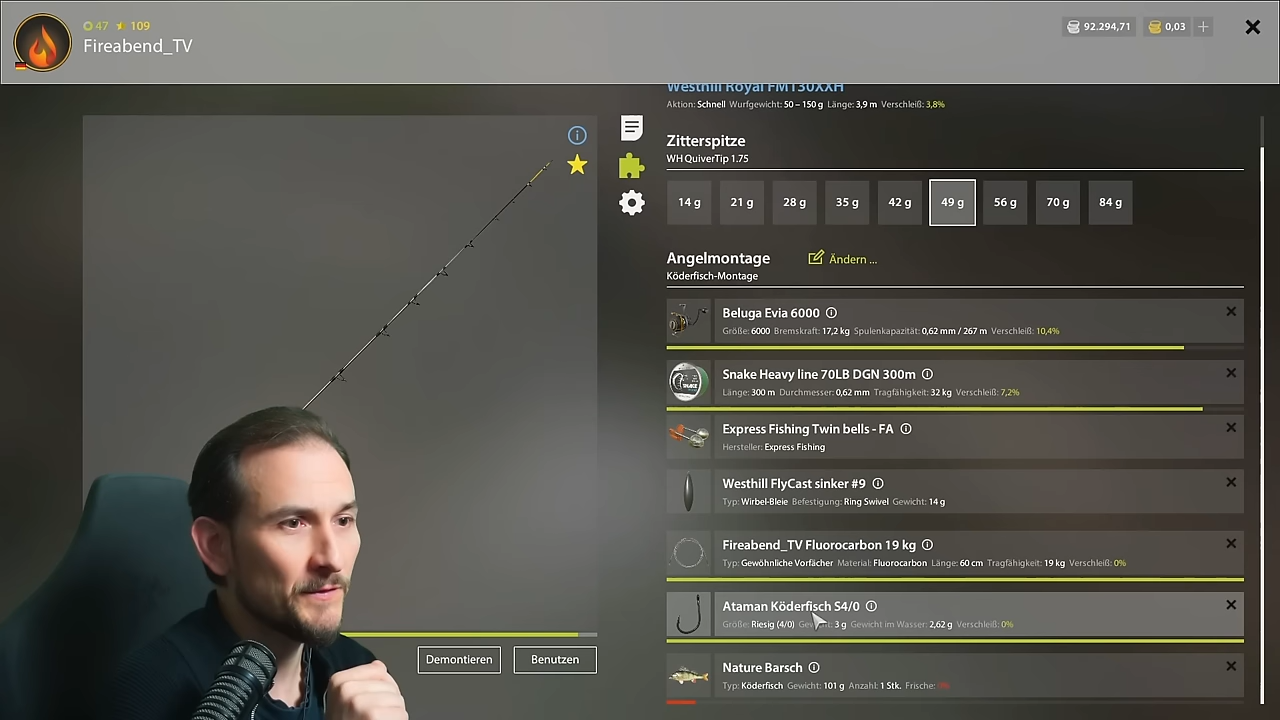 47 109
Fireabend_TV
92.294,71
0,03
Westhill Royal FM130XXH
Aktion: Schnell Wurfgewicht: 50 – 150 g Länge: 3,9 m Verschleiß: 3,8%
Zitterspitze
WH QuiverTip 1.75
14 g
21 g
28 g
35 g
42 g
49 g
56 g
70 g
84 g
Angelmontage
Ändern ...
Köderfisch-Montage
Beluga Evia 6000
Größe: 6000 Bremskraft: 17,2 kg Spulenkapazität: 0,62 mm / 267 m Verschleiß: 10,4%
Snake Heavy line 70LB DGN 300m
Länge: 300 m Durchmesser: 0,62 mm Tragfähigkeit: 32 kg Verschleiß: 7,2%
Express Fishing Twin bells - FA
Hersteller: Express Fishing
Westhill FlyCast sinker #9
Typ: Wirbel-Bleie Befestigung: Ring Swivel Gewicht: 14 g
Fireabend_TV Fluorocarbon 19 kg
Typ: Gewöhnliche Vorfächer Material: Fluorocarbon Länge: 60 cm Tragfähigkeit: 19 kg Verschleiß: 0%
Ataman Köderfisch S4/0
Größe: Riesig (4/0) Gewicht: 3 g Gewicht im Wasser: 2,62 g Verschleiß: 0%
Nature Barsch
Typ: Köderfisch Gewicht: 101 g Anzahl: 1 Stk. Frische:
Demontieren
Benutzen